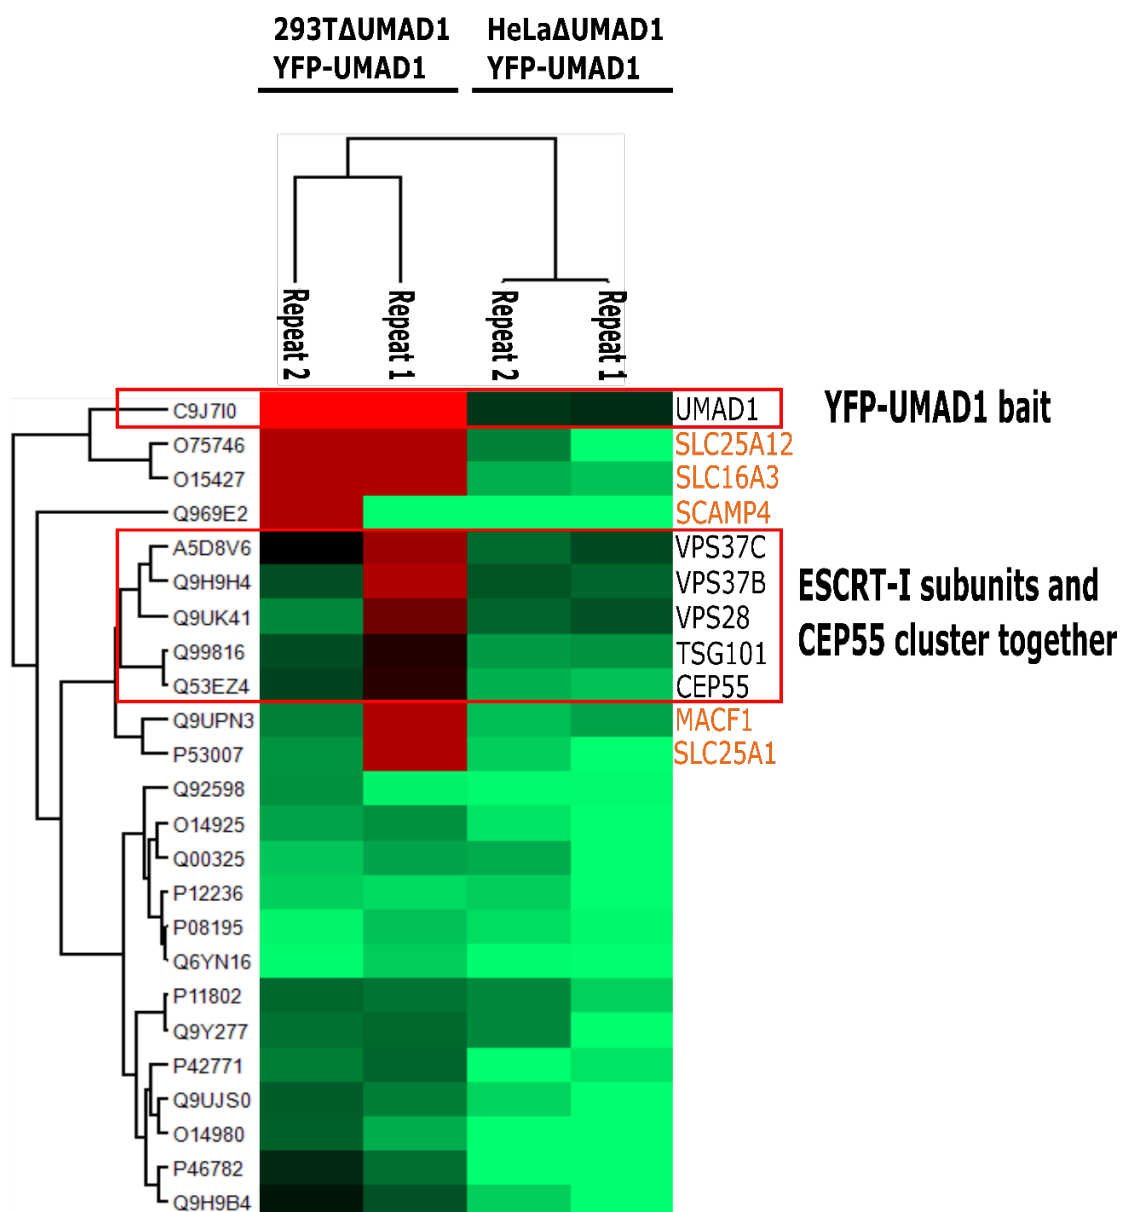 293TΔUMAD1 HeLaΔUMAD1
YFP-UMAD1 YFP-UMAD1
Repeat 2 Repeat 1 Repeat 2 Repeat 1
C9J7I0 UMAD1 YFP-UMAD1 bait
O75746 SLC25A12
O15427 SLC16A3
Q969E2 SCAMP4
A5D8V6 VPS37C
Q9H9H4 VPS37B ESCRT-I subunits and
Q9UK41 VPS28 CEP55 cluster together
Q99816 TSG101
Q53EZ4 CEP55
Q9UPN3 MACF1
P53007 SLC25A1
Q92598
O14925
Q00325
P12236
P08195
Q6YN16
P11802
Q9Y277
P42771
Q9UJS0
O14980
P46782
Q9H9B4